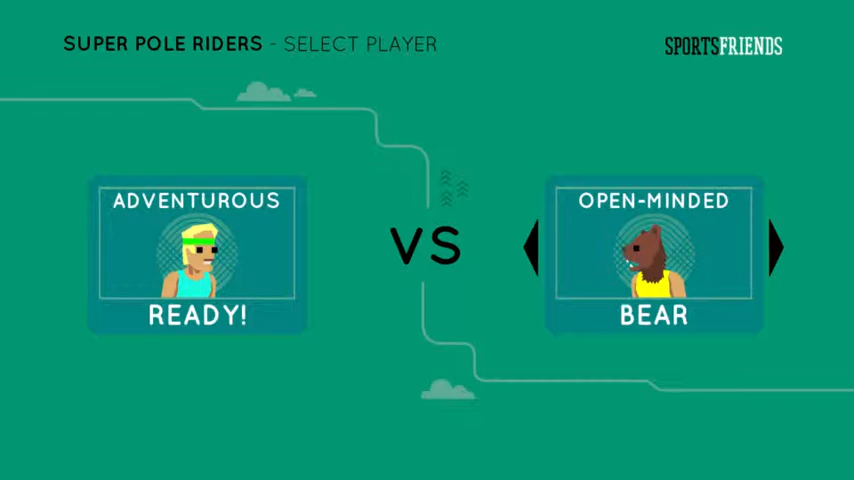 SUPER POLE RIDERS - SELECT PLAYER
SPORTSFRIENDS
ADVENTUROUS
READY!
VS
OPEN-MINDED
BEAR